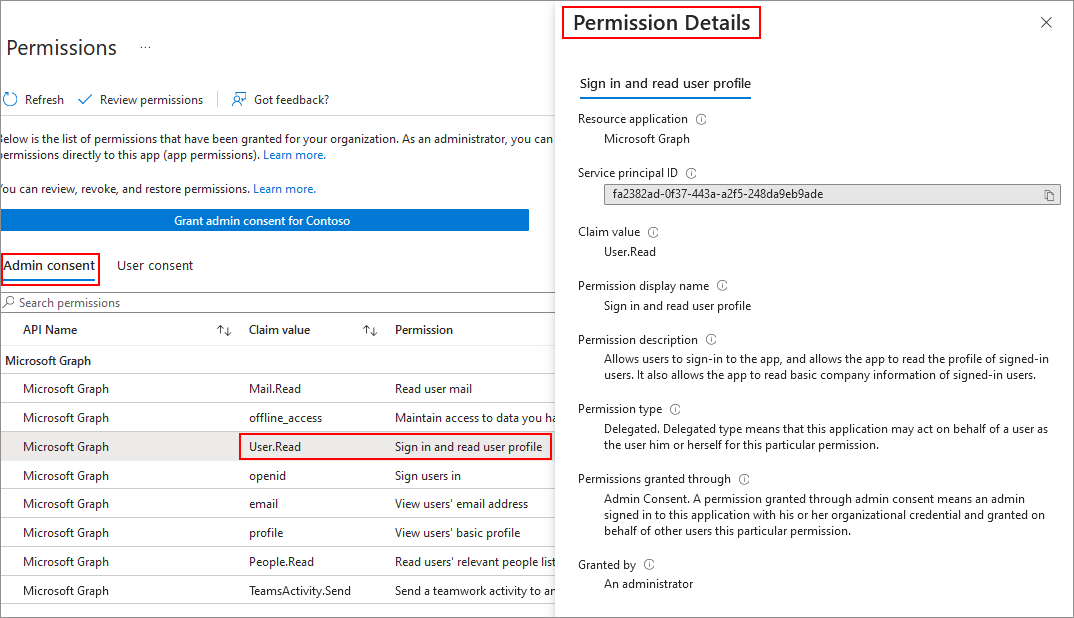 Permissions ...
Refresh Review permissions Got feedback?
Below is the list of permissions that have been granted for your organization. As an administrator, you can
permissions directly to this app (app permissions). Learn more.
You can review, revoke, and restore permissions. Learn more.
Grant admin consent for Contoso
Admin consent User consent
Search permissions
API Name Claim value Permission
Microsoft Graph
Microsoft Graph Mail.Read Read user mail
Microsoft Graph offline_access Maintain access to data you ha
Microsoft Graph User.Read Sign in and read user profile
Microsoft Graph openid Sign users in
Microsoft Graph email View users' email address
Microsoft Graph profile View users' basic profile
Microsoft Graph People.Read Read users' relevant people list
Microsoft Graph TeamsActivity.Send Send a teamwork activity to an
Permission Details
Sign in and read user profile
Resource application
Microsoft Graph
Service principal ID
fa2382ad-0f37-443a-a2f5-248da9eb9ade
Claim value
User.Read
Permission display name
Sign in and read user profile
Permission description
Allows users to sign-in to the app, and allows the app to read the profile of signed-in
users. It also allows the app to read basic company information of signed-in users.
Permission type
Delegated. Delegated type means that this application may act on behalf of a user as
the user him or herself for this particular permission.
Permissions granted through
Admin Consent. A permission granted through admin consent means an admin
signed in to this application with his or her organizational credential and granted on
behalf of other users this particular permission.
Granted by
An administrator